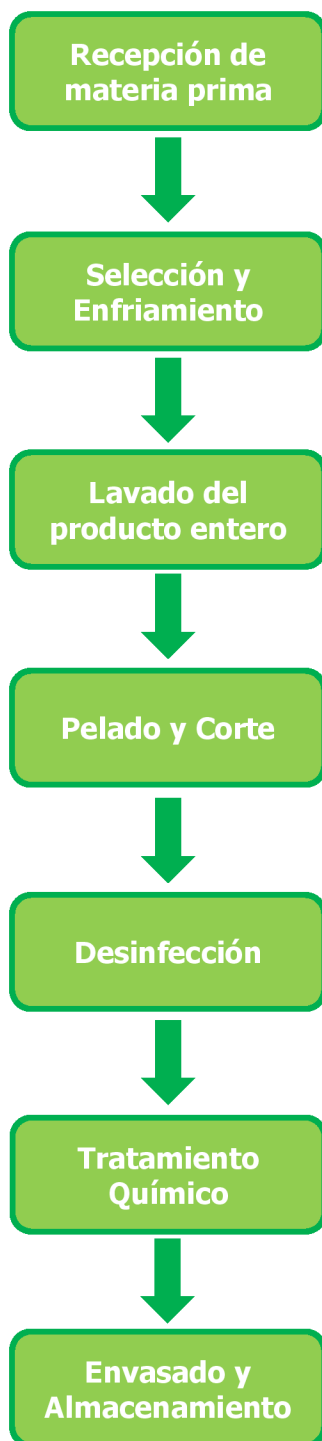 Recepción de
materia prima
Selección y
Enfriamiento
Lavado del
producto entero
Pelado y Corte
Desinfección
Tratamiento
Químico
Envasado y
Almacenamiento